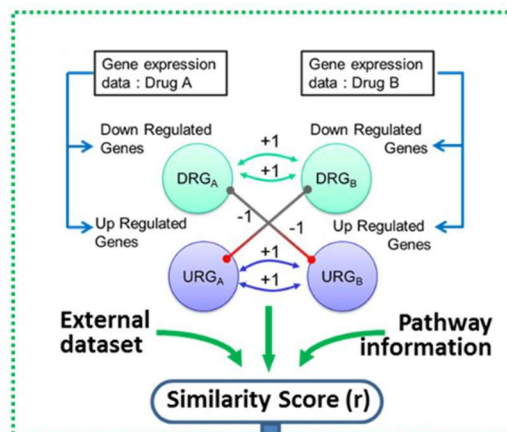 Gene expression
data : Drug A
Gene expression
data : Drug B
Down Regulated
Genes
+1
+1
Down Regulated
Genes
DRGA
DRGB
-1
-1
Up Regulated
Genes
Up Regulated
Genes
+1
+1
URGA
URGB
External
dataset
Pathway
information
Similarity Score (r)